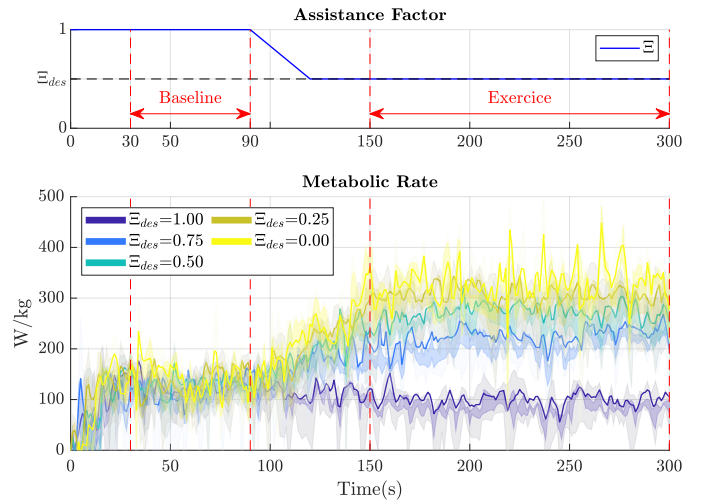 Assistance Factor
1
Ξdes
0
Ξ
Baseline
Exercice
0 30 50 90 150 200 250 300
Metabolic Rate
500
400
300
200
100
0
W/kg
Ξdes=1.00
Ξdes=0.75
Ξdes=0.50
Ξdes=0.25
Ξdes=0.00
0 50 100 150 200 250 300
Time(s)